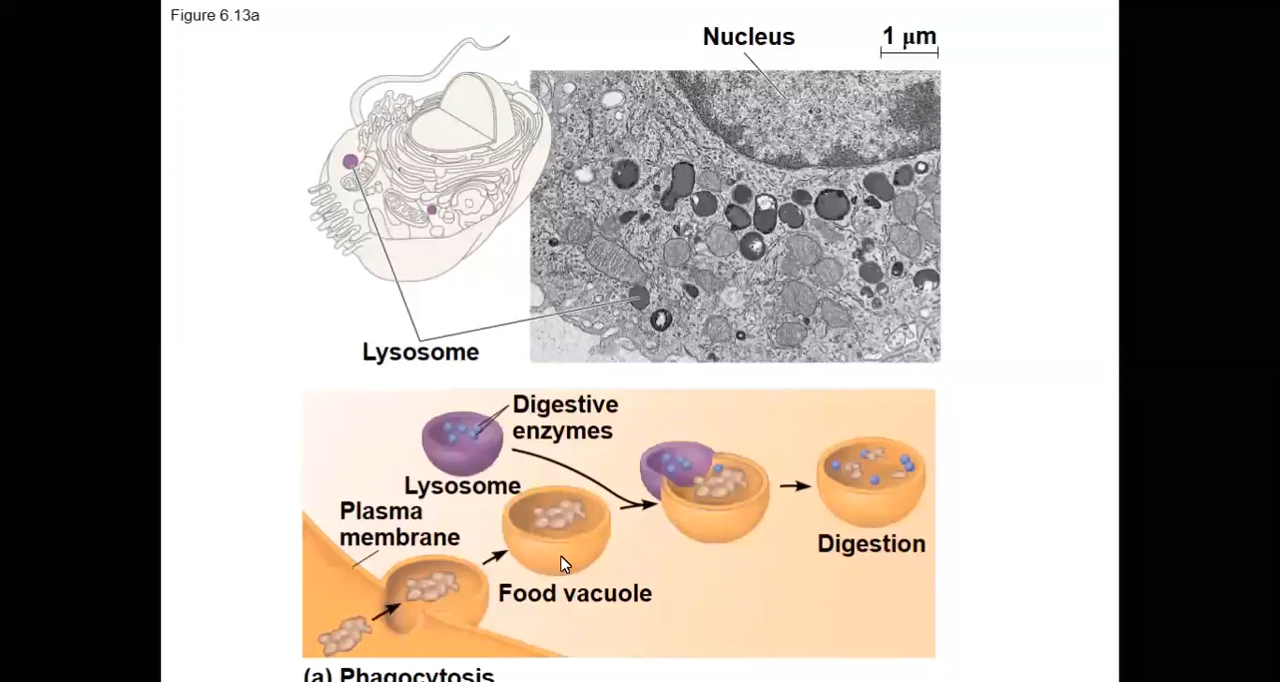 Figure 6.13a
Nucleus
1 μm
Lysosome
Digestive
enzymes
Lysosome
Plasma
membrane
Food vacuole
Digestion
(a) Phagocytosis